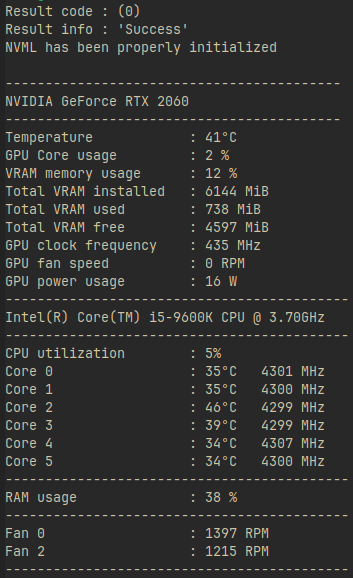 Result code : (0)
Result info : 'Success'
NVML has been properly initialized
----------------------------------------
NVIDIA GeForce RTX 2060
----------------------------------------
Temperature : 41°C
GPU Core usage : 2 %
VRAM memory usage : 12 %
Total VRAM installed : 6144 MiB
Total VRAM used : 738 MiB
Total VRAM free : 4597 MiB
GPU clock frequency : 435 MHz
GPU fan speed : 0 RPM
GPU power usage : 16 W
-----------------------------------------
Intel(R) Core(TM) i5-9600K CPU @ 3.70GHz
-----------------------------------------
CPU utilization : 5%
Core 0 : 35°C 4301 MHz
Core 1 : 35°C 4300 MHz
Core 2 : 46°C 4299 MHz
Core 3 : 39°C 4299 MHz
Core 4 : 34°C 4307 MHz
Core 5 : 34°C 4300 MHz
-----------------------------------------
RAM usage : 38 %
-----------------------------------------
Fan 0 : 1397 RPM
Fan 2 : 1215 RPM
-----------------------------------------